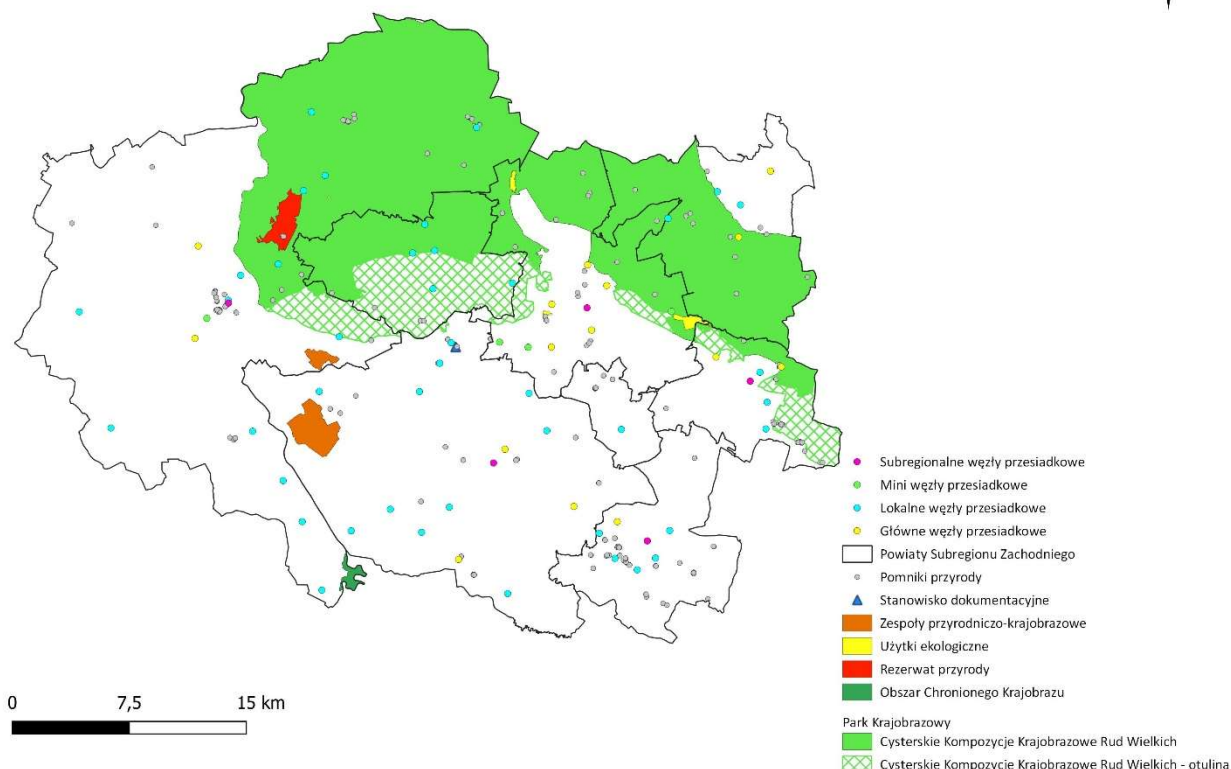 Subregionalne węzły przesiadkowe
Mini węzły przesiadkowe
Lokalne węzły przesiadkowe
Główne węzły przesiadkowe
Powiaty Subregionu Zachodniego
Pomniki przyrody
Stanowisko dokumentacyjne
Zespoły przyrodniczo-krajobrazowe
Użytki ekologiczne
Rezerwat przyrody
Obszar Chronionego Krajobrazu
0 7,5 15 km
Park Krajobrazowy
Cysterskie Kompozycje Krajobrazowe Rud Wielkich
Cysterskie Kompozycje Krajobrazowe Rud Wielkich - otulina